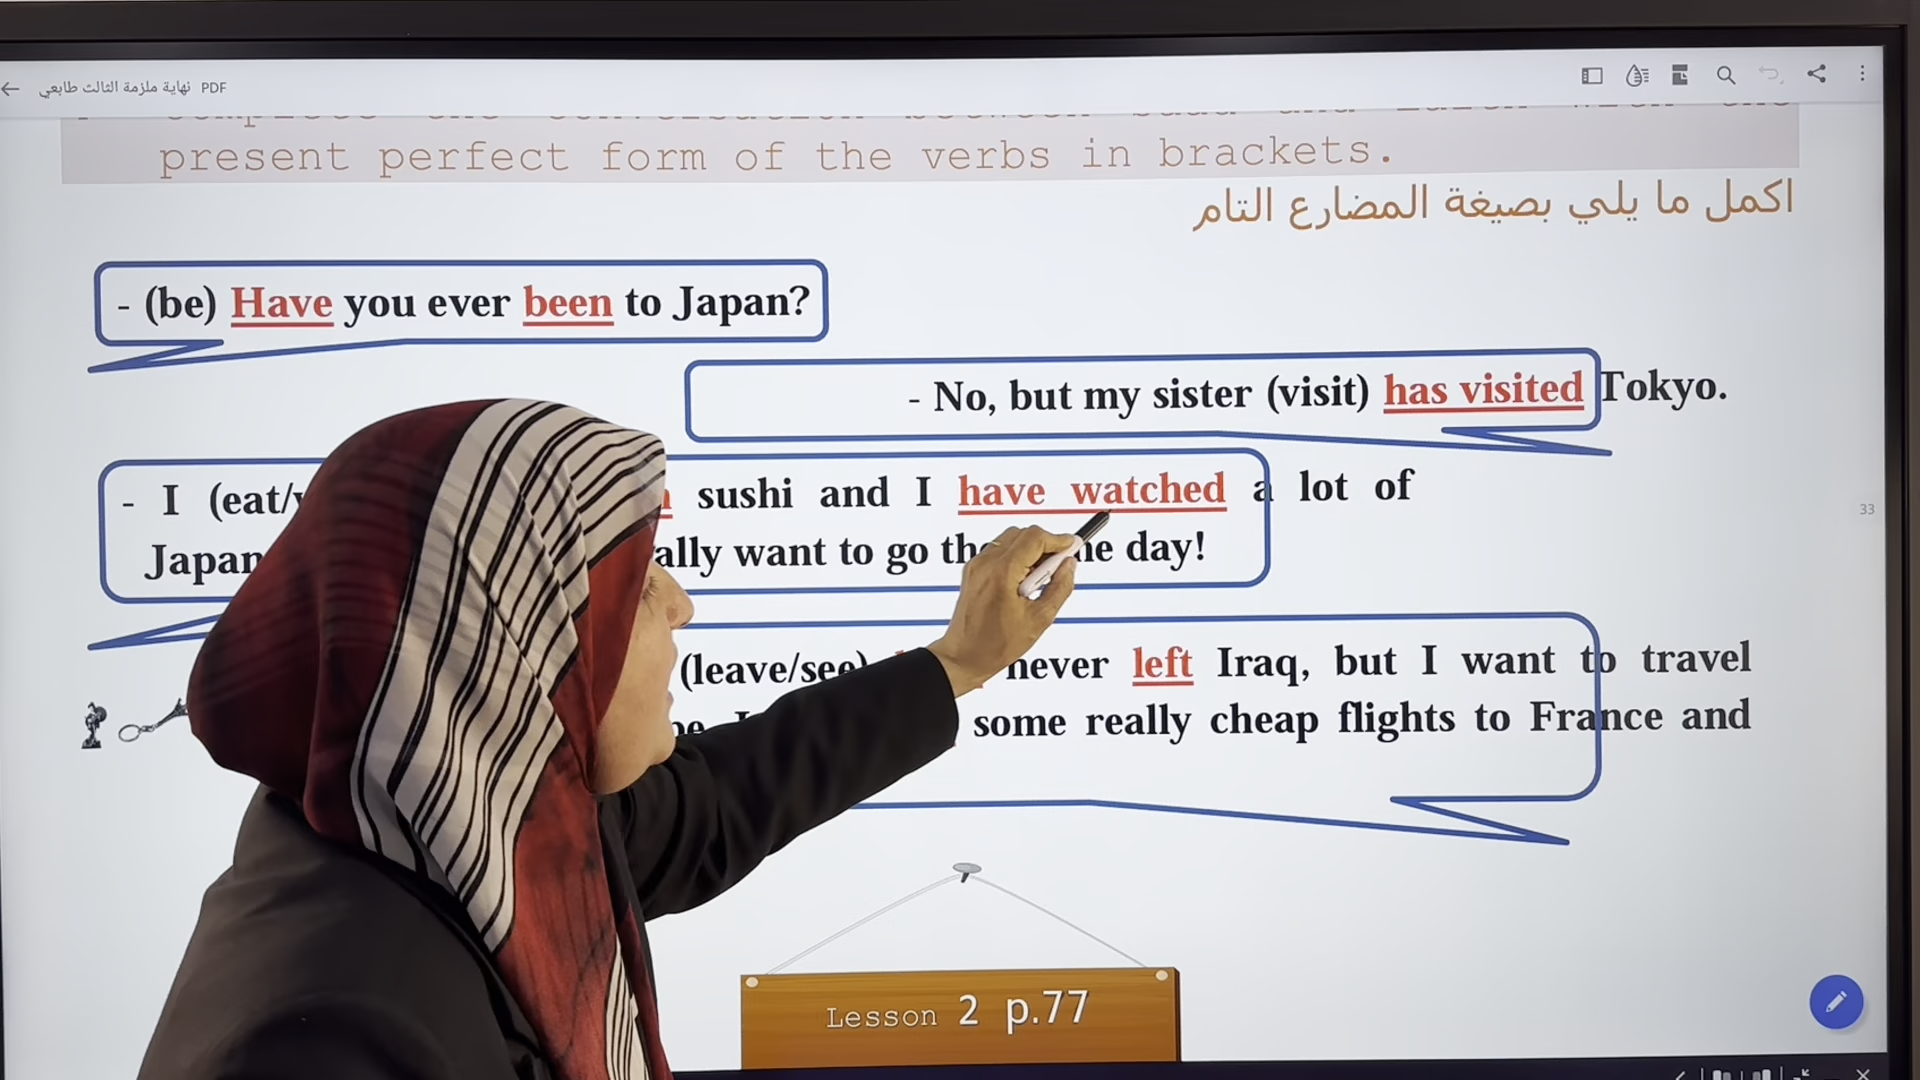 نهاية ملزمة الثالث طابعي PDF
present perfect form of the verbs in brackets.
اكمل ما يلي بصيغة المضارع التام
- (be) Have you ever been to Japan?
- No, but my sister (visit) has visited Tokyo.
- I (eat/ sushi and I have watched a lot of
want to go day!
33
(leave/see) never left Iraq, but I want to travel
some really cheap flights to France and
Lesson 2 p.77